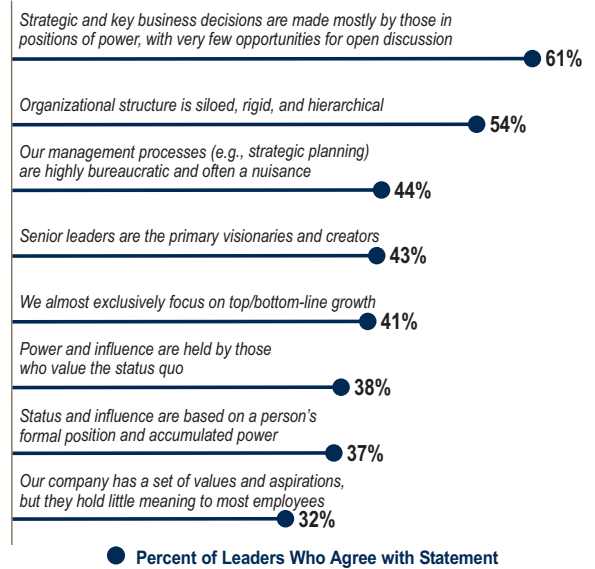 Strategic and key business decisions are made mostly by those in
positions of power, with very few opportunities for open discussion
61%
Organizational structure is siloed, rigid, and hierarchical
54%
Our management processes (e.g., strategic planning)
are highly bureaucratic and often a nuisance
44%
Senior leaders are the primary visionaries and creators
43%
We almost exclusively focus on top/bottom-line growth
41%
Power and influence are held by those
who value the status quo
38%
Status and influence are based on a person's
formal position and accumulated power
37%
Our company has a set of values and aspirations,
but they hold little meaning to most employees
32%
Percent of Leaders Who Agree with Statement